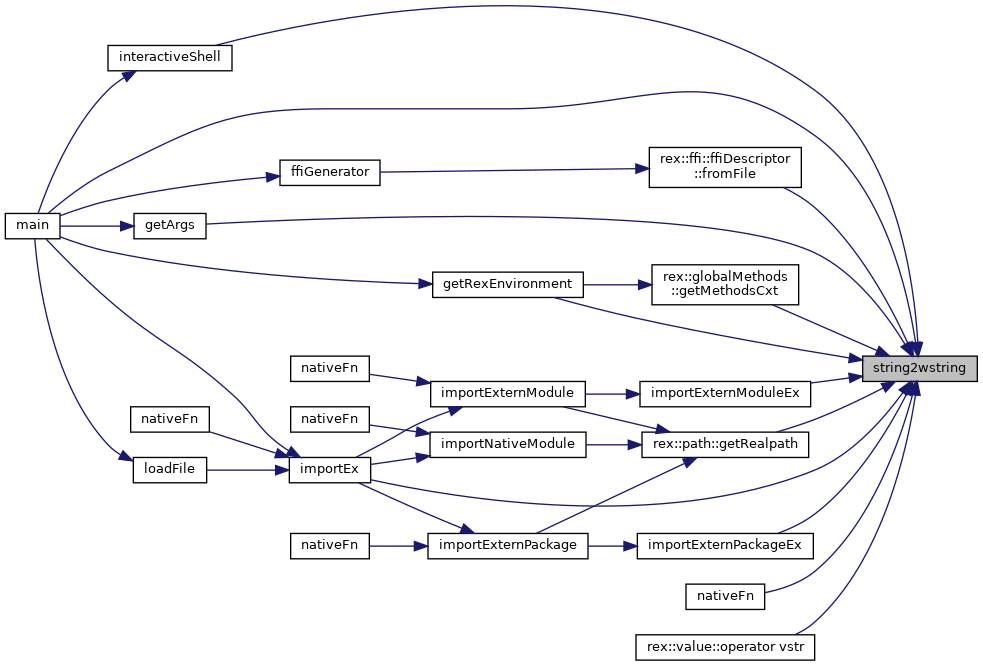 interactiveShell
rex::ffi::ffiDescriptor
::fromFile
ffiGenerator
main
getArgs
rex::globalMethods
::getMethodsCxt
getRexEnvironment
string2wstring
nativeFn
importExternModule
importExternModuleEx
nativeFn
nativeFn
importNativeModule
rex::path::getRealpath
loadFile
importEx
nativeFn
importExternPackage
importExternPackageEx
nativeFn
rex::value::operator vstr